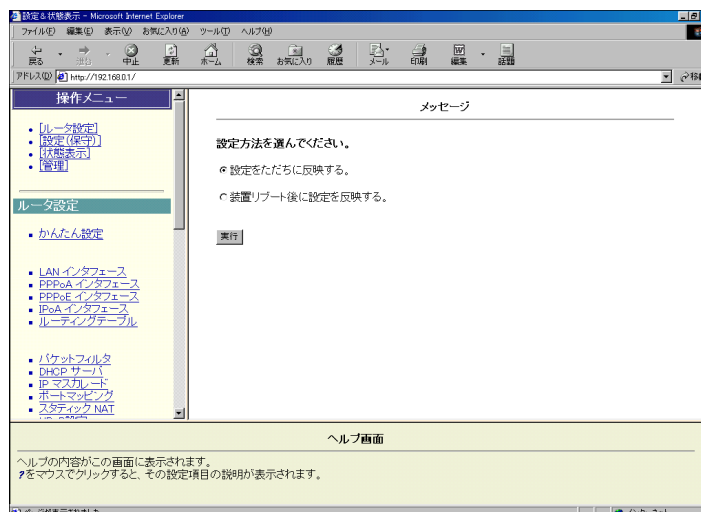 設定&状態表示 - Microsoft Internet Explorer
ファイル(F) 編集(E) 表示(V) お気に入り(A) ツール(T) ヘルプ(H)
戻る 進む 中止 更新 ホーム 検索 お気に入り 履歴 メール 印刷 編集 話題
アドレス(D) http://192.168.0.1/
操作メニュー
[ルータ設定]
[設定(保守)]
[状態表示]
[管理]
ルータ設定
かんたん設定
LAN インタフェース
PPPoA インタフェース
PPPoE インタフェース
IPoA インタフェース
ルーティングテーブル
パケットフィルタ
DHCP サーバ
IP マスカレード
ポートマッピング
スタティック NAT
メッセージ
設定方法を選んでください。
設定をただちに反映する。
装置リブート後に設定を反映する。
実行
ヘルプ画面
ヘルプの内容がこの画面に表示されます。
?をマウスでクリックすると、その設定項目の説明が表示されます。